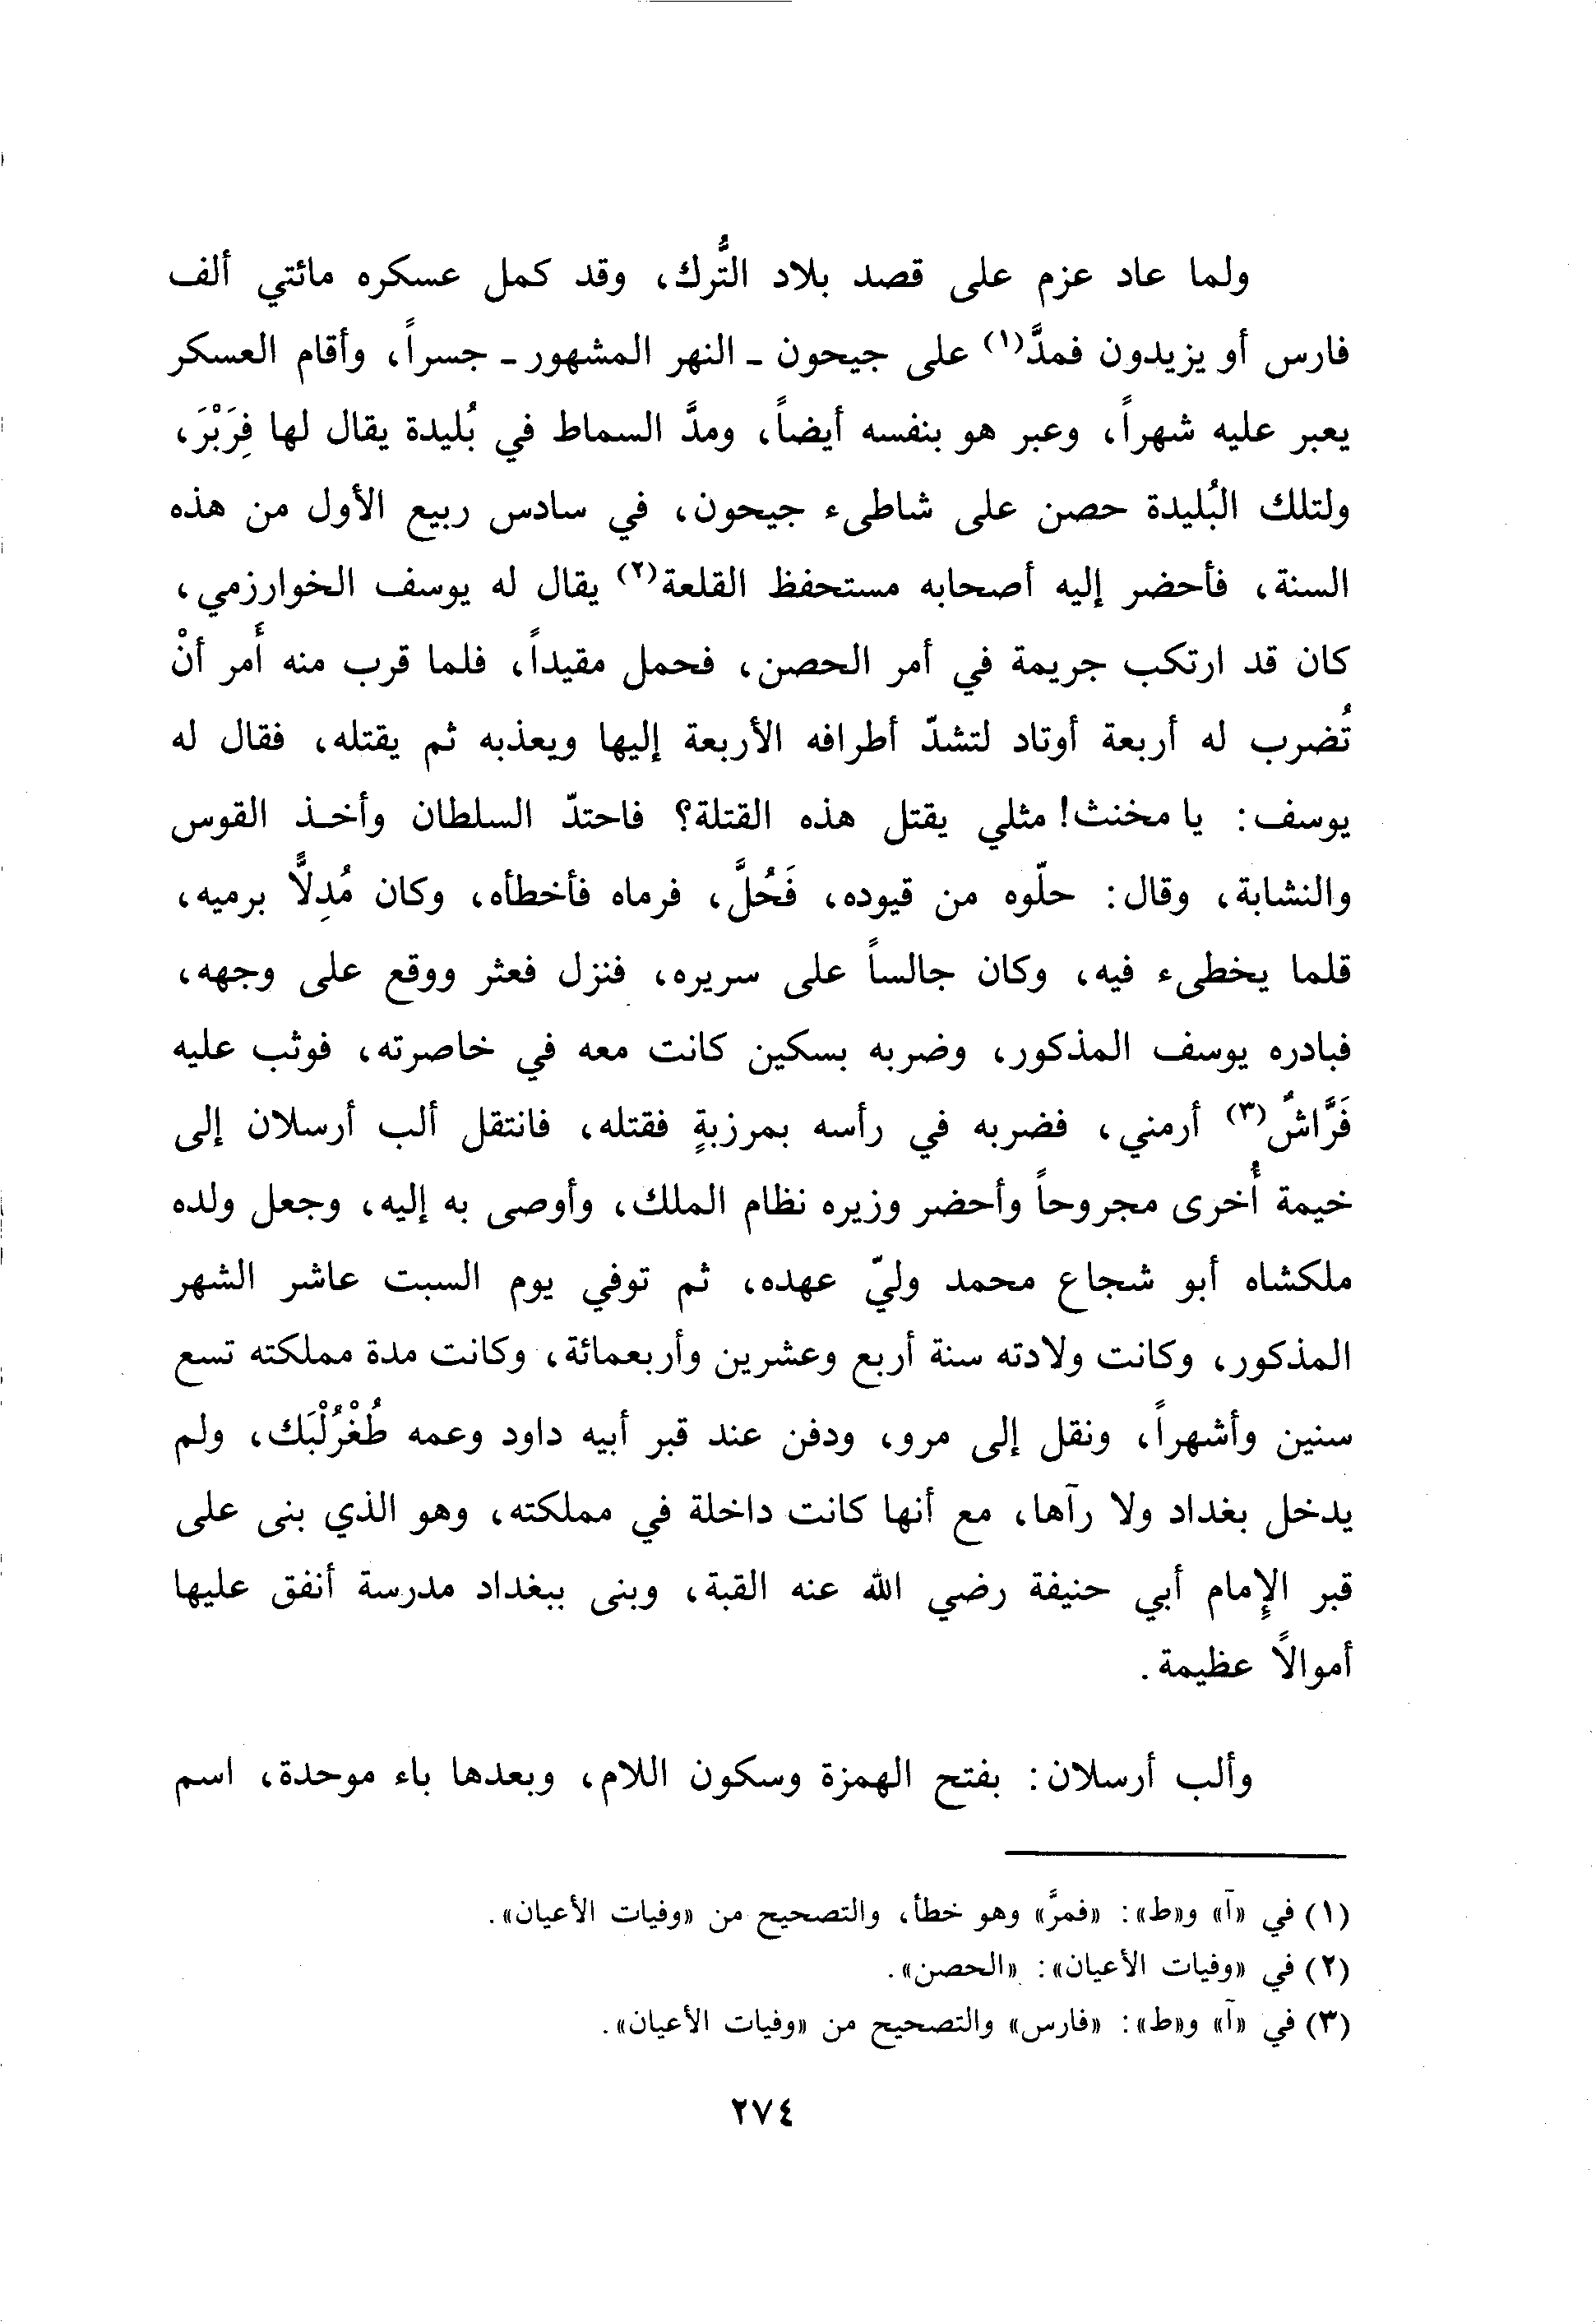 ولما عاد عزم على قصد بلاد التُّرك، وقد كمل عسكره مائتي ألف
فارس أو يزيدون فمدَّ(١) على جيحون - النهر المشهور - جسراً، وأقام العسكر
يعبر عليه شهراً، وعبر هو بنفسه أيضاً، ومدَّ السماط في بُليدة يقال لها فِرَبْرَ،
ولتلك البُليدة حصن على شاطىء جيحون، في سادس ربيع الأول من هذه
السنة، فأحضر إليه أصحابه مستحفظ القلعة(٢) يقال له يوسف الخوارزمي،
كان قد ارتكب جريمة في أمر الحصن، فحمل مقيداً، فلما قرب منه أَمر أنْ
تُضرب له أربعة أوتاد لتشدّ أطرافه الأربعة إليها ويعذبه ثم يقتله، فقال له
يوسف: يا مخنث! مثلي يقتل هذه القتلة؟ فاحتدّ السلطان وأخذ القوس
والنشابة، وقال: حلّوه من قيوده، فَحُلَّ، فرماه فأخطأه، وكان مُدِلًّا برميه،
قلما يخطىء فيه، وكان جالساً على سريره، فنزل فعثر ووقع على وجهه،
فبادره يوسف المذكور، وضربه بسكين كانت معه في خاصرته، فوثب عليه
فَرَّاشٌ(٣) أرمني، فضربه في رأسه بمرزبةٍ فقتله، فانتقل ألب أرسلان إلى
خيمة أُخرى مجروحاً وأحضر وزيره نظام الملك، وأوصى به إليه، وجعل ولده
ملكشاه أبو شجاع محمد وليّ عهده، ثم توفي يوم السبت عاشر الشهر
المذكور، وكانت ولادته سنة أربع وعشرين وأربعمائة، وكانت مدة مملكته تسع
سنين وأشهراً، ونقل إلى مرو، ودفن عند قبر أبيه داود وعمه طُغْرُلْبَك، ولم
يدخل بغداد ولا رآها، مع أنها كانت داخلة في مملكته، وهو الذي بنى على
قبر الإِمام أبي حنيفة رضي الله عنه القبة، وبنى ببغداد مدرسة أنفق عليها
أموالًا عظيمة.
وألب أرسلان: بفتح الهمزة وسكون اللام، وبعدها باء موحدة، اسم
(١) في «آ» و«ط»: «فمرَّ» وهو خطأ، والتصحيح من «وفيات الأعيان».
(٢) في «وفيات الأعيان»: «الحصن».
(٣) في «آ» و«ط»: «فارس» والتصحيح من «وفيات الأعيان».
٢٧٤